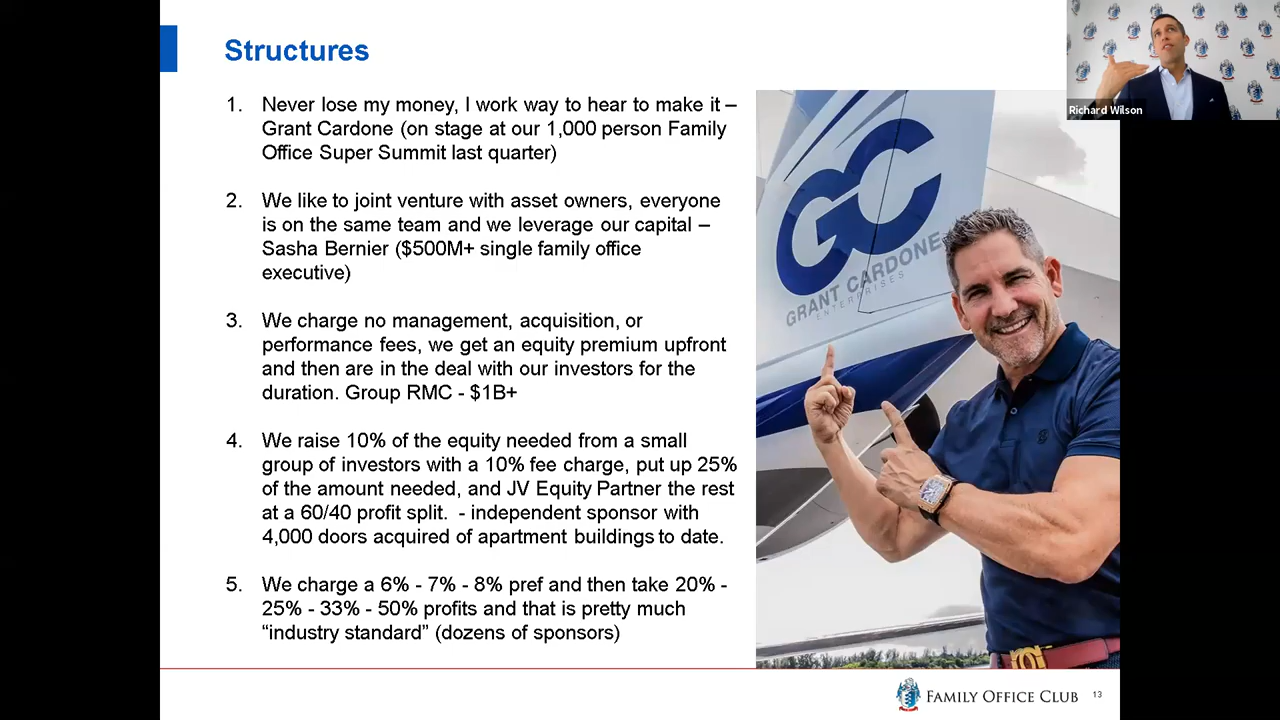 Structures
Richard Wilson
1. Never lose my money, I work way to hear to make it –
Grant Cardone (on stage at our 1,000 person Family
Office Super Summit last quarter)
2. We like to joint venture with asset owners, everyone
is on the same team and we leverage our capital –
Sasha Bernier ($500M+ single family office
executive)
3. We charge no management, acquisition, or
performance fees, we get an equity premium upfront
and then are in the deal with our investors for the
duration. Group RMC - $1B+
4. We raise 10% of the equity needed from a small
group of investors with a 10% fee charge, put up 25%
of the amount needed, and JV Equity Partner the rest
at a 60/40 profit split.  - independent sponsor with
4,000 doors acquired of apartment buildings to date.
5. We charge a 6% - 7% - 8% pref and then take 20% -
25% - 33% - 50% profits and that is pretty much
“industry standard” (dozens of sponsors)
GC
GRANT CARDONE
ENTERPRISES
FAMILY OFFICE CLUB
13